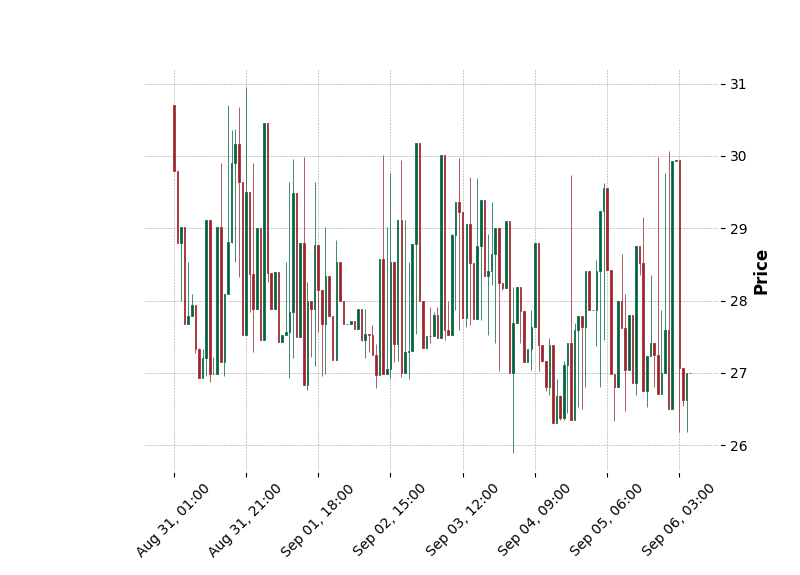 31
30
29
28
27
26
Price
Aug 31, 01:00
Aug 31, 21:00
Sep 01, 18:00
Sep 02, 15:00
Sep 03, 12:00
Sep 04, 09:00
Sep 05, 06:00
Sep 06, 03:00